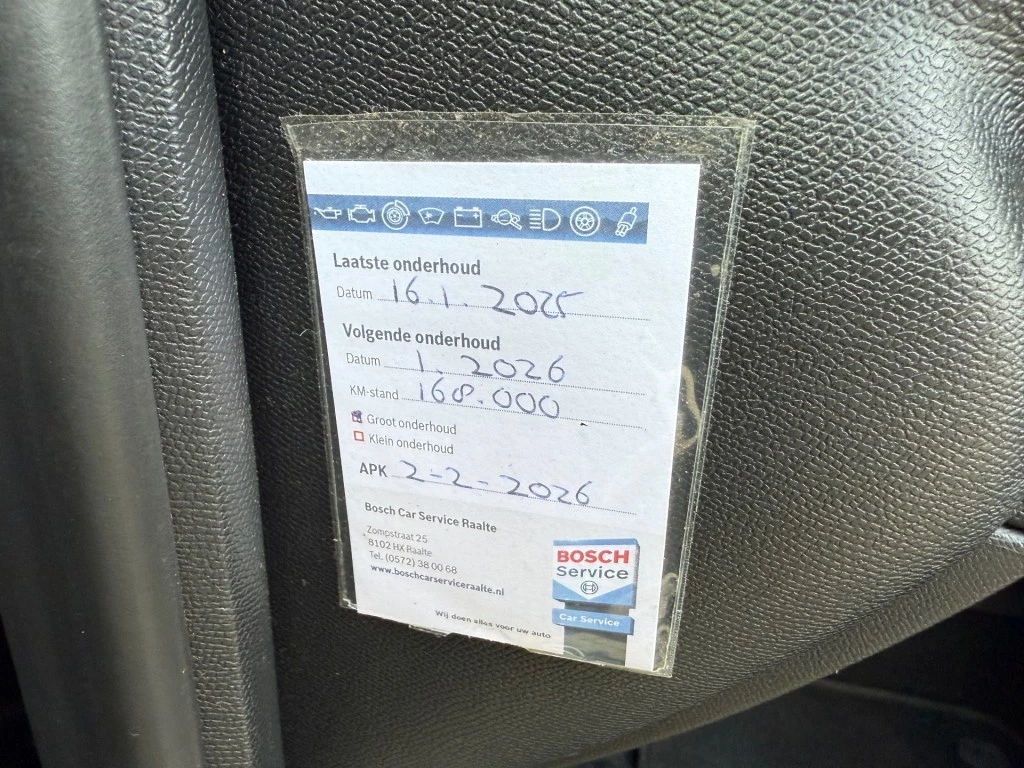 Laatste onderhoud
Datum 16.1.2025
Volgende onderhoud
Datum 1.2026
KM-stand 168.000
Groot onderhoud
Klein onderhoud
APK 2-2-2026
Bosch Car Service Raalte
Zompstraat 25
8102 HX Raalte
Tel. (0572) 38 00 68
www.boschcarserviceraalte.nl
Wij doen alles voor uw auto
BOSCH
Service
Car Service